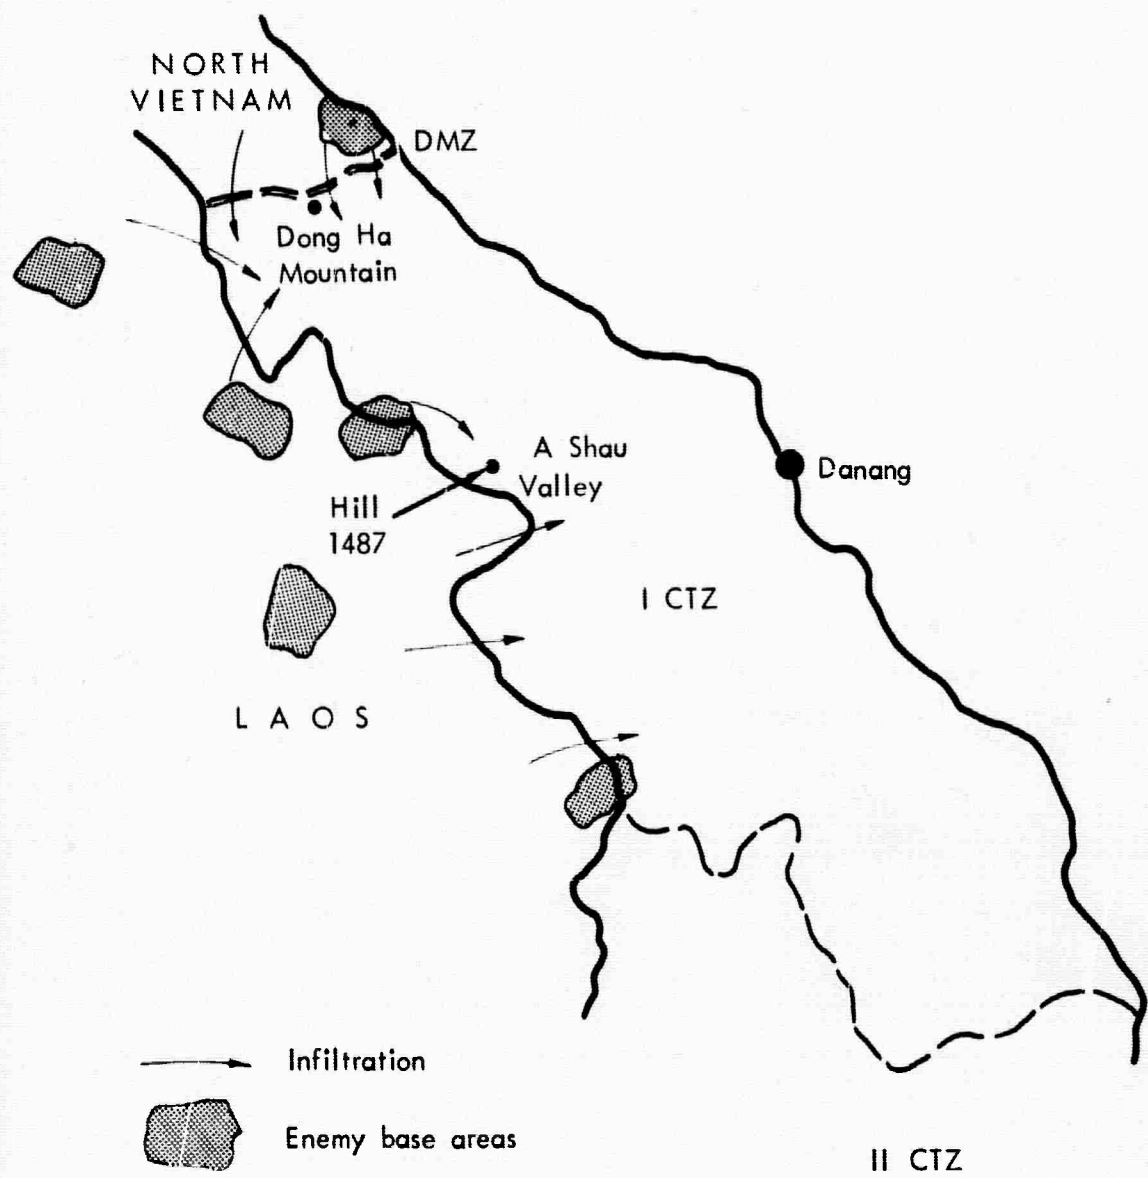 NORTH
VIETNAM
DMZ
Dong Ha
Mountain
A Shau
Valley
Danang
Hill
1487
I CTZ
LAOS
Infiltration
Enemy base areas
II CTZ